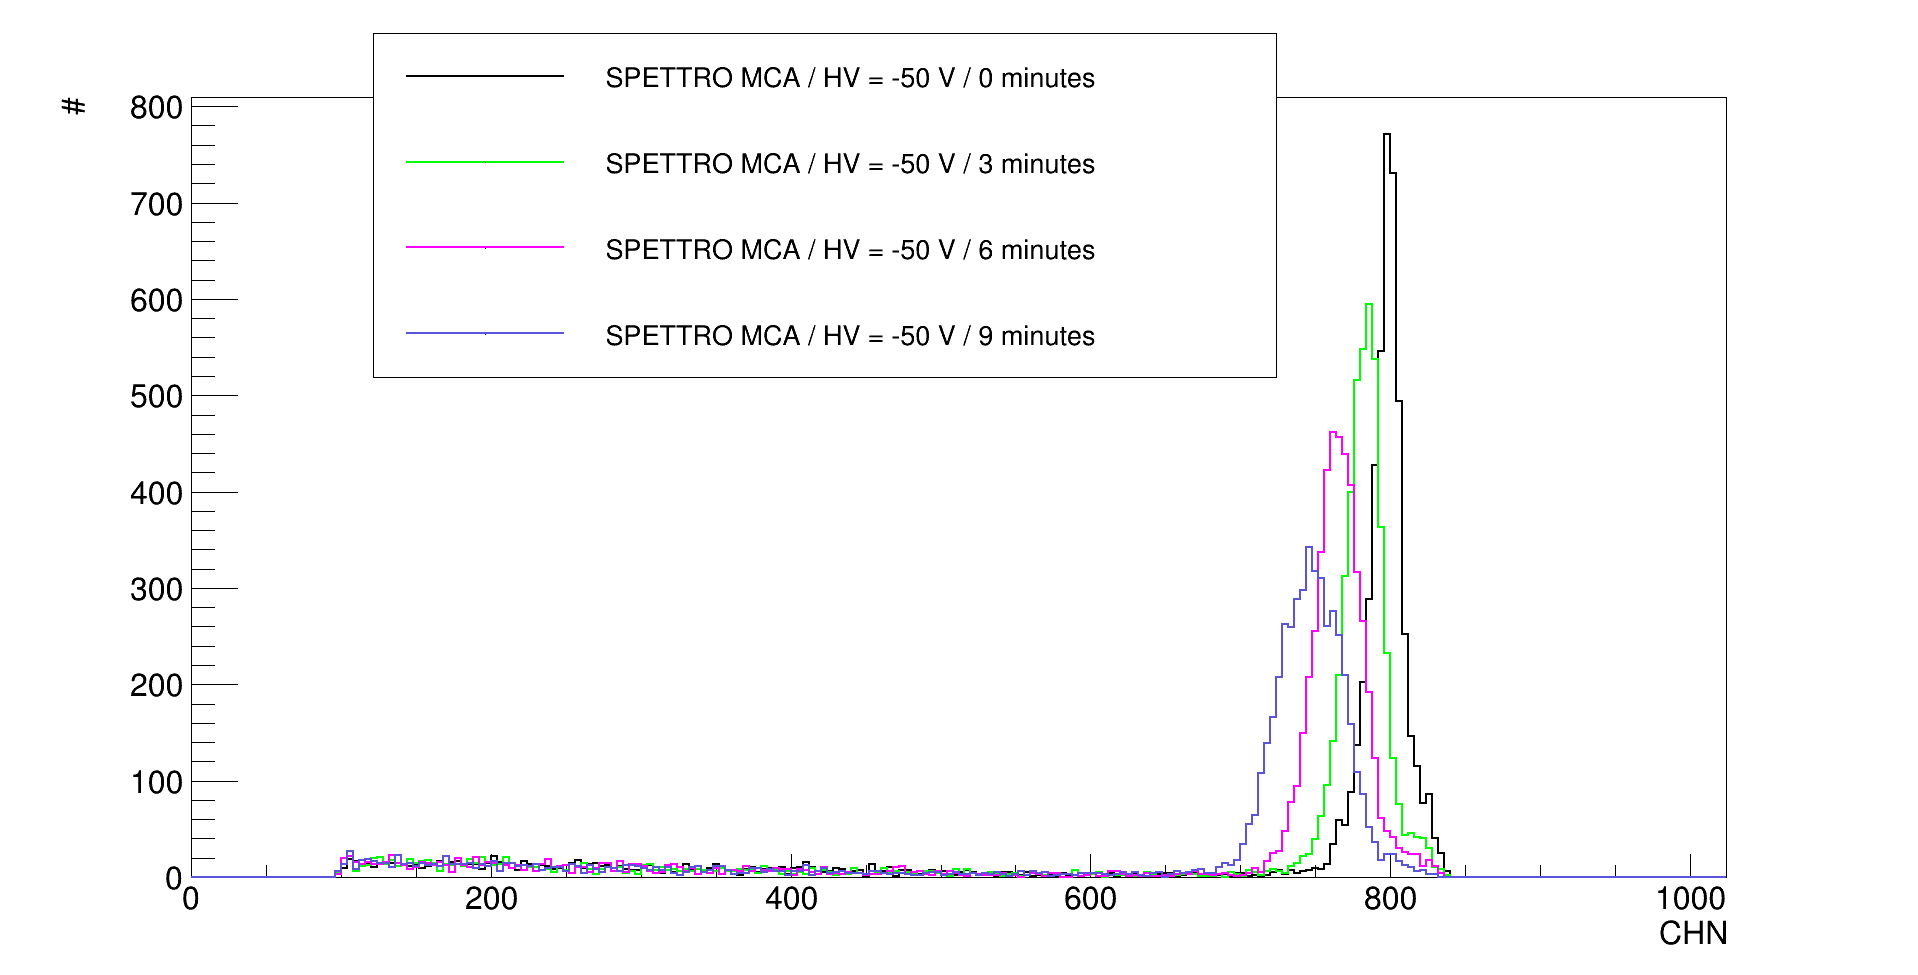 SPETTRO MCA / HV = -50 V / 0 minutes
SPETTRO MCA / HV = -50 V / 3 minutes
SPETTRO MCA / HV = -50 V / 6 minutes
SPETTRO MCA / HV = -50 V / 9 minutes
#
800
700
600
500
400
300
200
100
0
0 200 400 600 800 1000
CHN